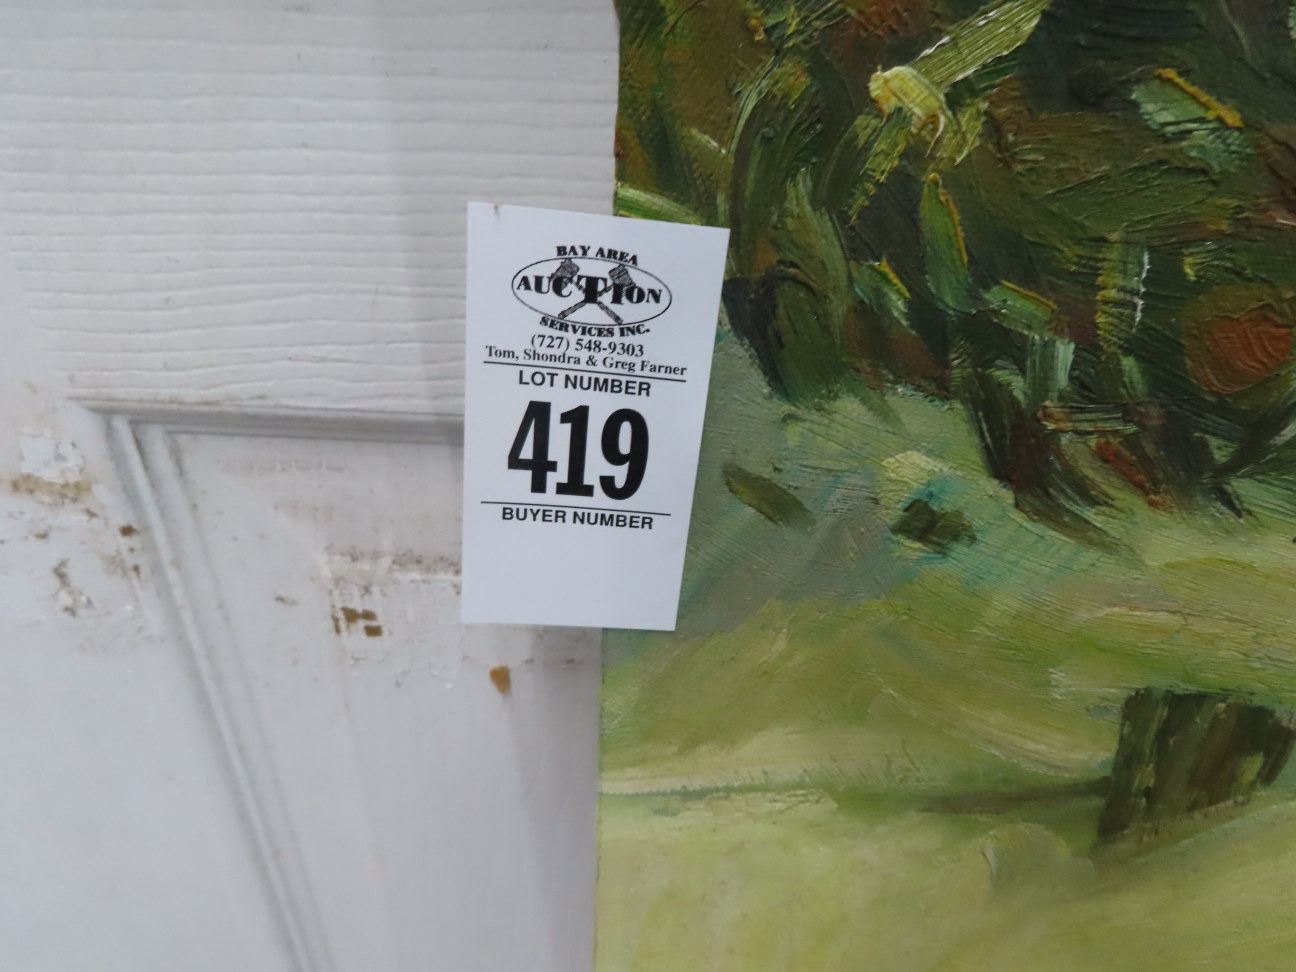 BAY AREA
AUCTION
SERVICES INC.
(727) 548-9303
Tom, Shondra & Greg Farner
LOT NUMBER
419
BUYER NUMBER